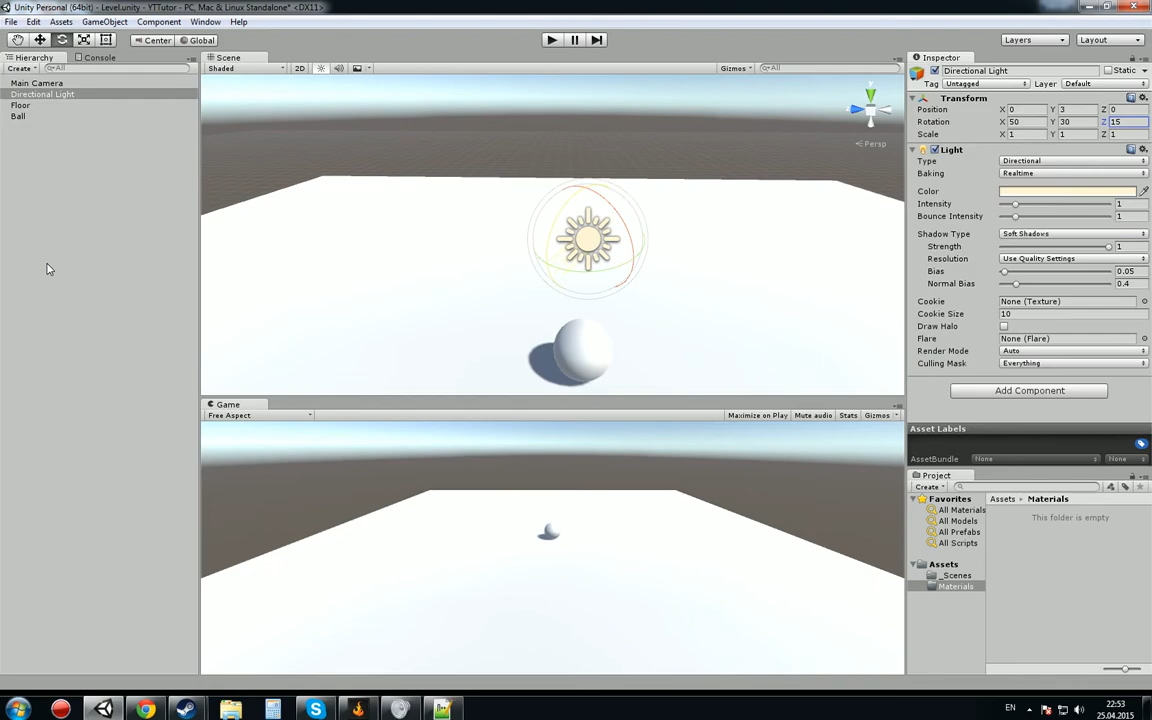 Unity Personal (64bit) - Level.unity - YTTutor - PC, Mac & Linux Standalone* <DX11>
File Edit Assets GameObject Component Window Help
Center Global Layers Layout
Hierarchy Console
Create All
Main Camera
Directional Light
Floor
Ball
Scene
Shaded 2D Gizmos All
Persp
Game
Free Aspect Maximize on Play Mute audio Stats Gizmos
Inspector
Directional Light Static
Tag Untagged Layer Default
Transform
Position X 0 Y 3 Z 0
Rotation X 50 Y 30 Z 15
Scale X 1 Y 1 Z 1
Light
Type Directional
Baking Realtime
Color
Intensity 1
Bounce Intensity 1
Shadow Type Soft Shadows
Strength 1
Resolution Use Quality Settings
Bias 0.05
Normal Bias 0.4
Cookie None (Texture)
Cookie Size 10
Draw Halo
Flare None (Flare)
Render Mode Auto
Culling Mask Everything
Add Component
Asset Labels
AssetBundle None None
Project
Create
Favorites
All Materials
All Models
All Prefabs
All Scripts
Assets
_Scenes
Materials
Assets Materials
This folder is empty
EN 22:53
25.04.2015